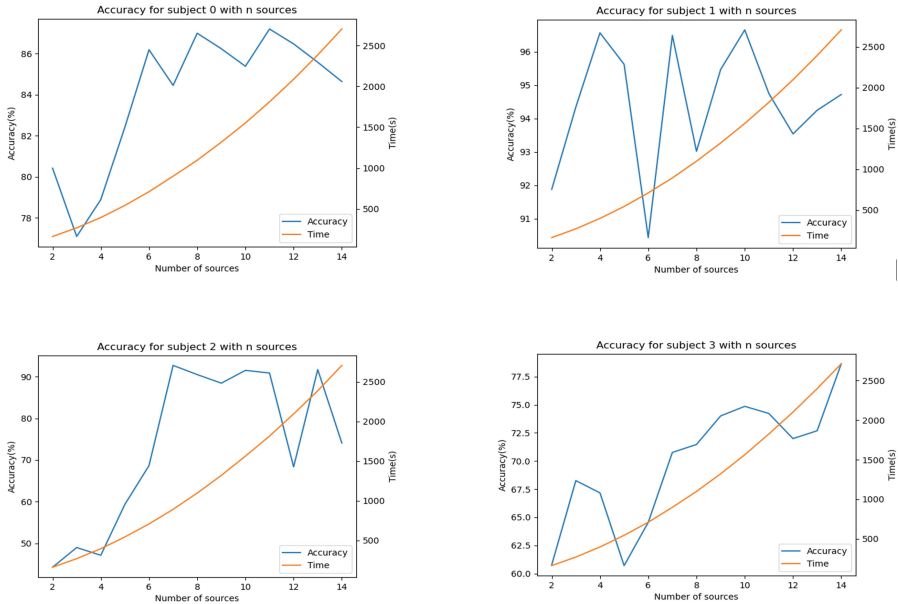 Accuracy for subject 0 with n sources
86
84
82
80
78
Accuracy(%)
2500
2000
1500
1000
500
Time(s)
Accuracy
Time
2 4 6 8 10 12 14
Number of sources
Accuracy for subject 1 with n sources
96
95
94
93
92
91
Accuracy(%)
2500
2000
1500
1000
500
Time(s)
Accuracy
Time
2 4 6 8 10 12 14
Number of sources
Accuracy for subject 2 with n sources
90
80
70
60
50
Accuracy(%)
2500
2000
1500
1000
500
Time(s)
Accuracy
Time
2 4 6 8 10 12 14
Number of sources
Accuracy for subject 3 with n sources
77.5
75.0
72.5
70.0
67.5
65.0
62.5
60.0
Accuracy(%)
2500
2000
1500
1000
500
Time(s)
Accuracy
Time
2 4 6 8 10 12 14
Number of sources